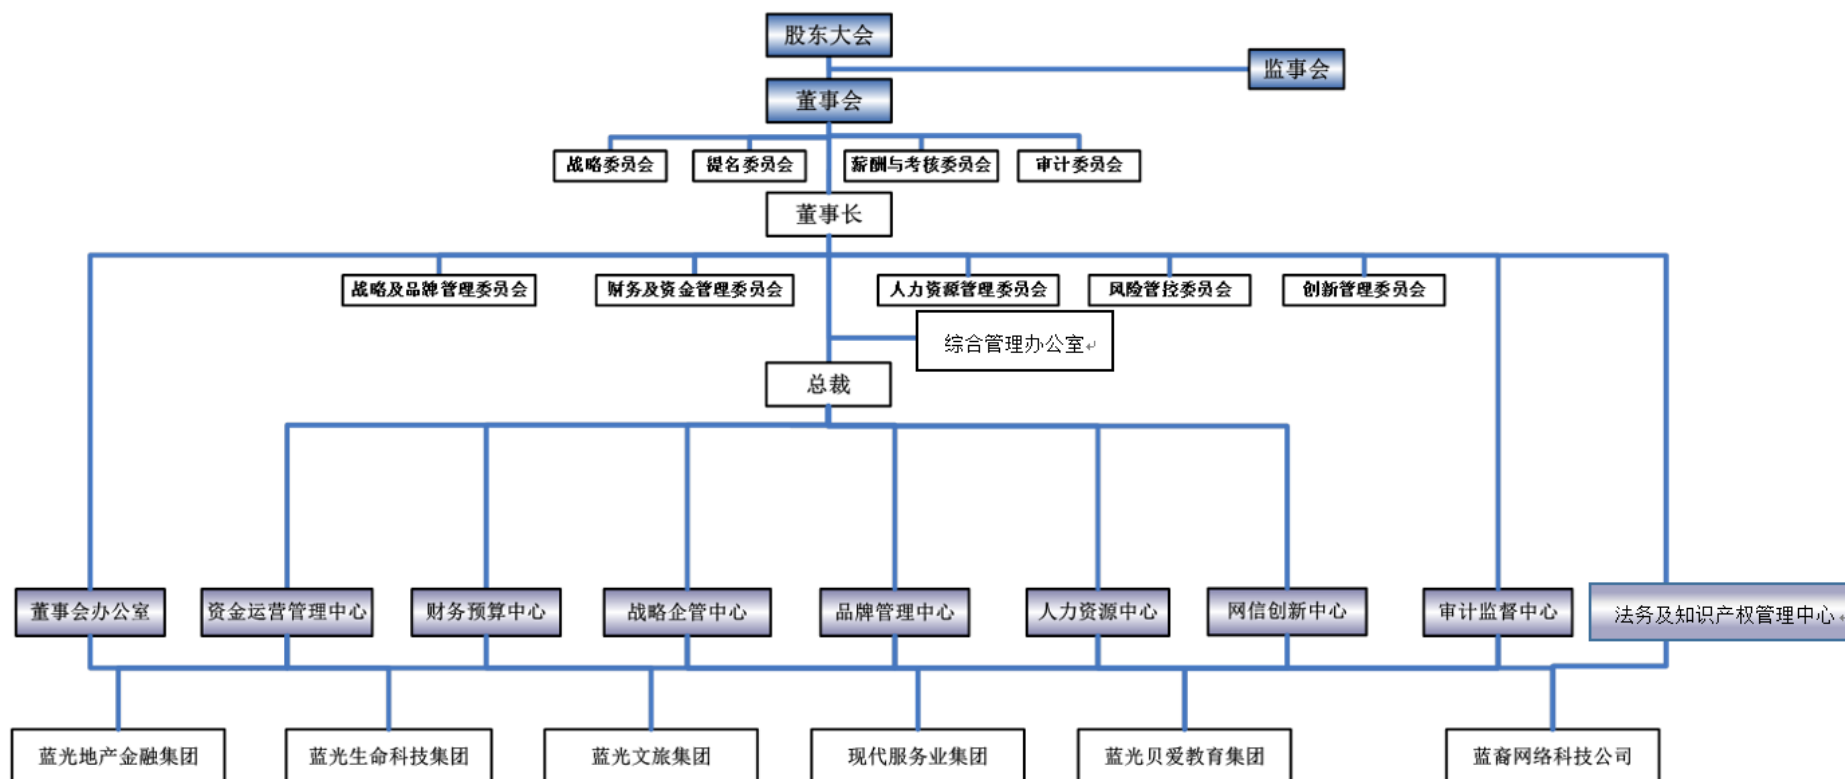 股东大会
监事会
董事会
战略委员会
提名委员会
薪酬与考核委员会
审计委员会
董事长
战略及品牌管理委员会
财务及资金管理委员会
人力资源管理委员会
风险管控委员会
创新管理委员会
综合管理办公室
总裁
董事会办公室
资金运营管理中心
财务预算中心
战略企管中心
品牌管理中心
人力资源中心
网信创新中心
审计监督中心
法务及知识产权管理中心
蓝光地产金融集团
蓝光生命科技集团
蓝光文旅集团
现代服务业集团
蓝光贝爱教育集团
蓝裔网络科技公司